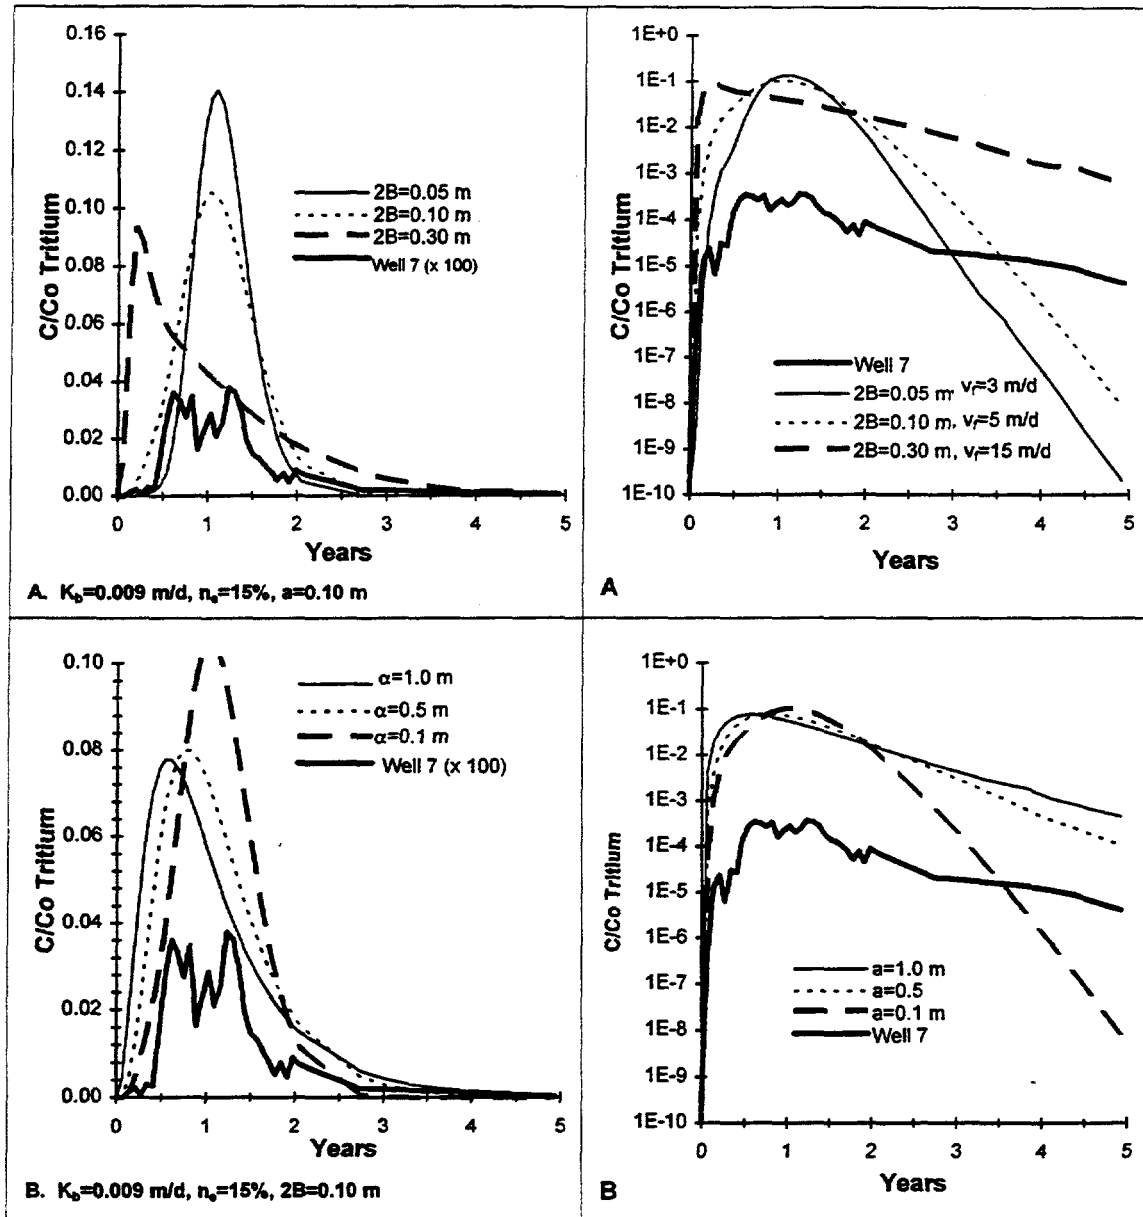 0.16
0.14
0.12
0.10
0.08
0.06
0.04
0.02
0.00
C/Co Tritium
2B=0.05 m
2B=0.10 m
2B=0.30 m
Well 7 (x 100)
0 1 2 3 4 5
Years
A. Kb=0.009 m/d, ne=15%, a=0.10 m
1E+0
1E-1
1E-2
1E-3
1E-4
1E-5
1E-6
1E-7
1E-8
1E-9
1E-10
C/Co Tritium
Well 7
2B=0.05 m, vf=3 m/d
2B=0.10 m, vf=5 m/d
2B=0.30 m, vf=15 m/d
0 1 2 3 4 5
Years
A
0.10
0.08
0.06
0.04
0.02
0.00
C/Co Tritium
α=1.0 m
α=0.5 m
α=0.1 m
Well 7 (x 100)
0 1 2 3 4 5
Years
B. Kb=0.009 m/d, ne=15%, 2B=0.10 m
1E+0
1E-1
1E-2
1E-3
1E-4
1E-5
1E-6
1E-7
1E-8
1E-9
1E-10
C/Co Tritium
a=1.0 m
a=0.5
a=0.1 m
Well 7
0 1 2 3 4 5
Years
B